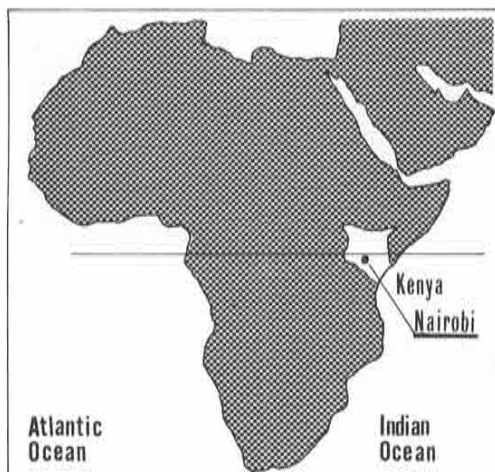 Kenya
Nairobi
Atlantic
Ocean
Indian
Ocean